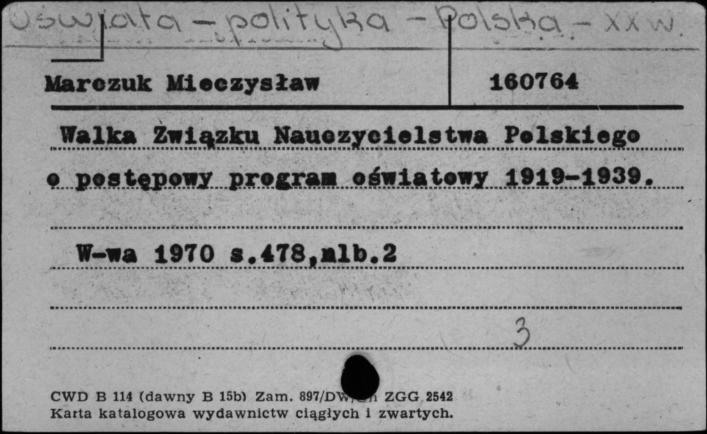 Oświata - polityka - Polska - XX w.
Marczuk Mieczysław 160764
Walka Związku Nauczycielstwa Polskiego
o postępowy program oświatowy 1919-1939.
W-wa 1970 s.478,nlb.2
3
CWD B 114 (dawny B 15b) Zam. 897/DW ZGG 2542
Karta katalogowa wydawnictw ciągłych i zwartych.